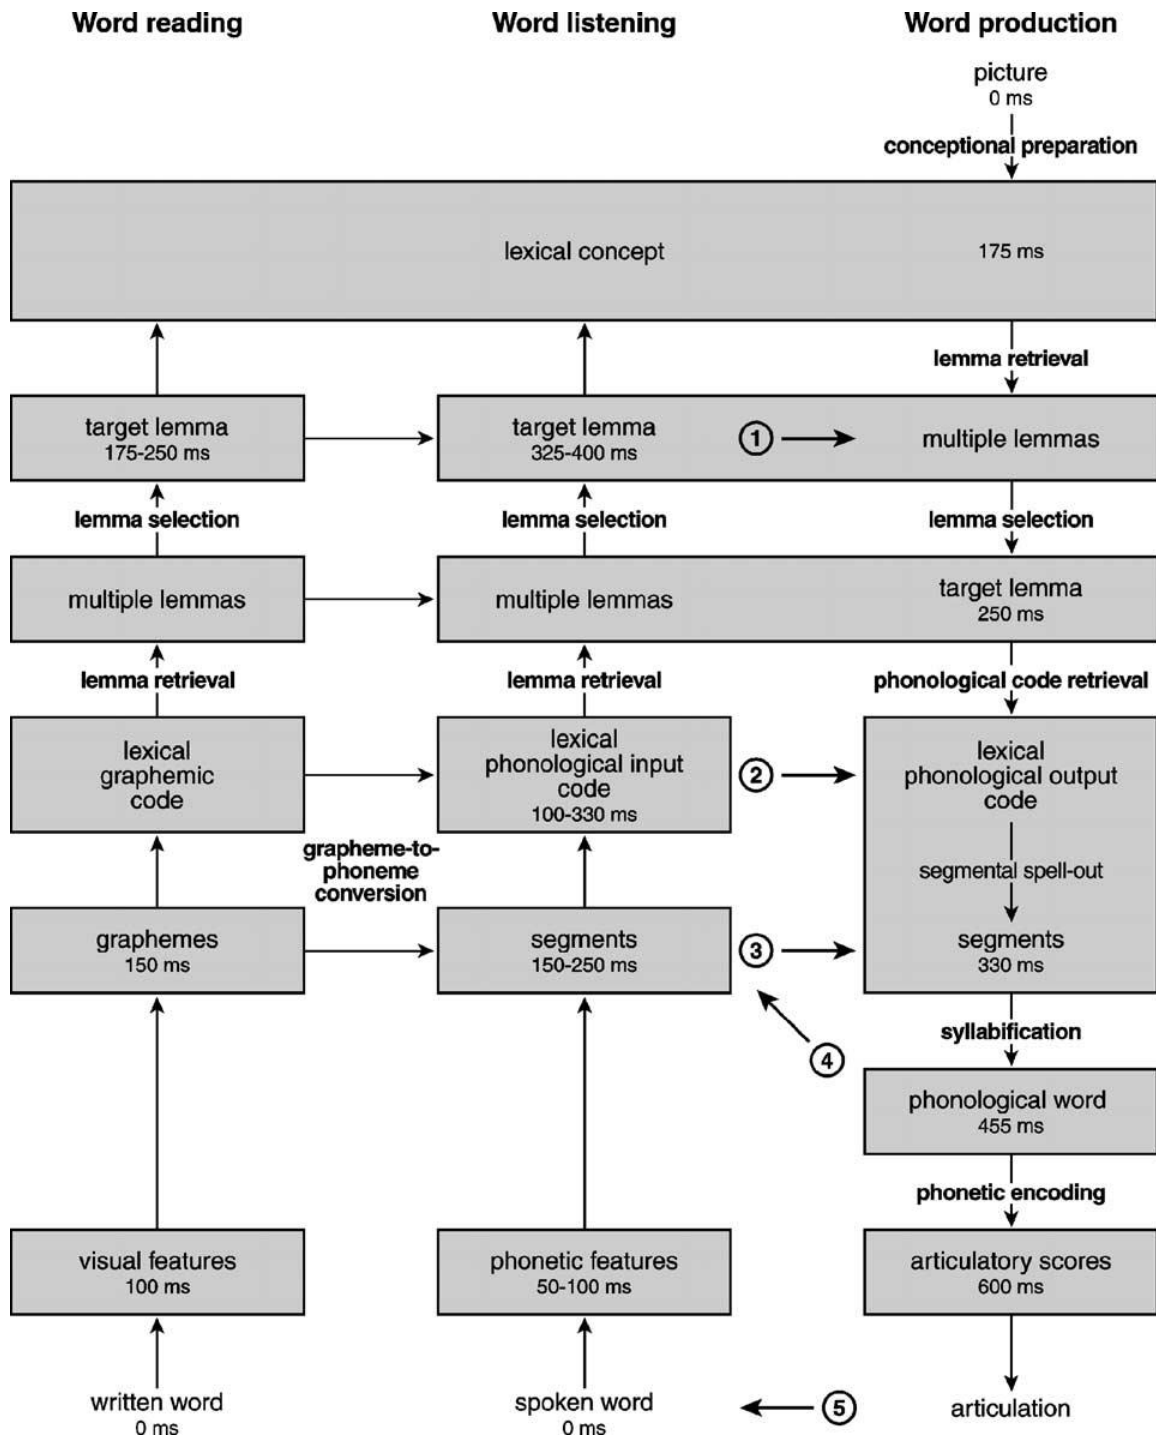 Word reading
Word listening
Word production
picture
0 ms
conceptional preparation
lexical concept
175 ms
lemma retrieval
target lemma
175-250 ms
target lemma
325-400 ms
1
multiple lemmas
lemma selection
lemma selection
lemma selection
multiple lemmas
multiple lemmas
target lemma
250 ms
lemma retrieval
lemma retrieval
phonological code retrieval
lexical
graphemic
code
lexical
phonological input
code
100-330 ms
2
lexical
phonological output
code
grapheme-to-
phoneme
conversion
segmental spell-out
graphemes
150 ms
segments
150-250 ms
3
segments
330 ms
4
syllabification
phonological word
455 ms
phonetic encoding
visual features
100 ms
phonetic features
50-100 ms
articulatory scores
600 ms
written word
0 ms
spoken word
0 ms
5
articulation